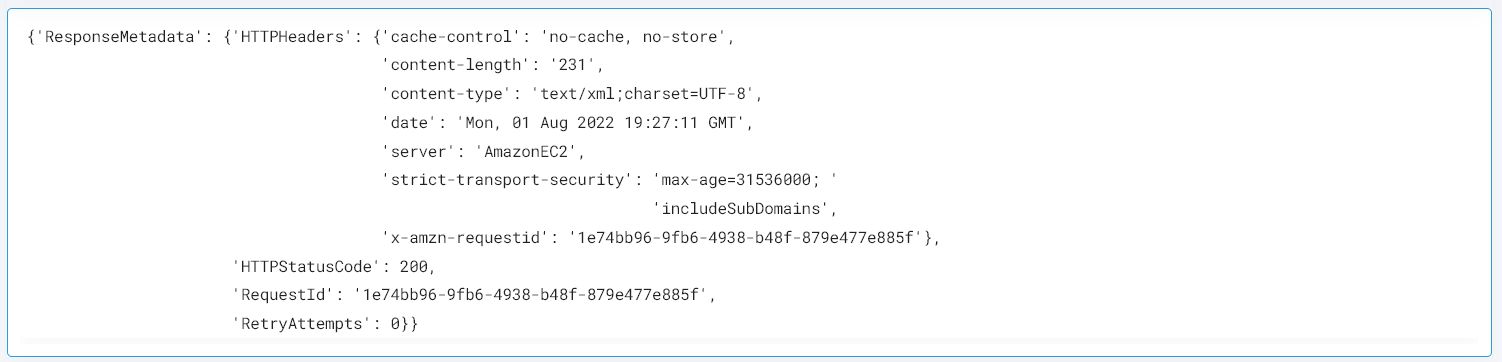 {'ResponseMetadata': {'HTTPHeaders': {'cache-control': 'no-cache, no-store',
'content-length': '231',
'content-type': 'text/xml;charset=UTF-8',
'date': 'Mon, 01 Aug 2022 19:27:11 GMT',
'server': 'AmazonEC2',
'strict-transport-security': 'max-age=31536000; '
'includeSubDomains',
'x-amzn-requestid': '1e74bb96-9fb6-4938-b48f-879e477e885f'},
'HTTPStatusCode': 200,
'RequestId': '1e74bb96-9fb6-4938-b48f-879e477e885f',
'RetryAttempts': 0}}